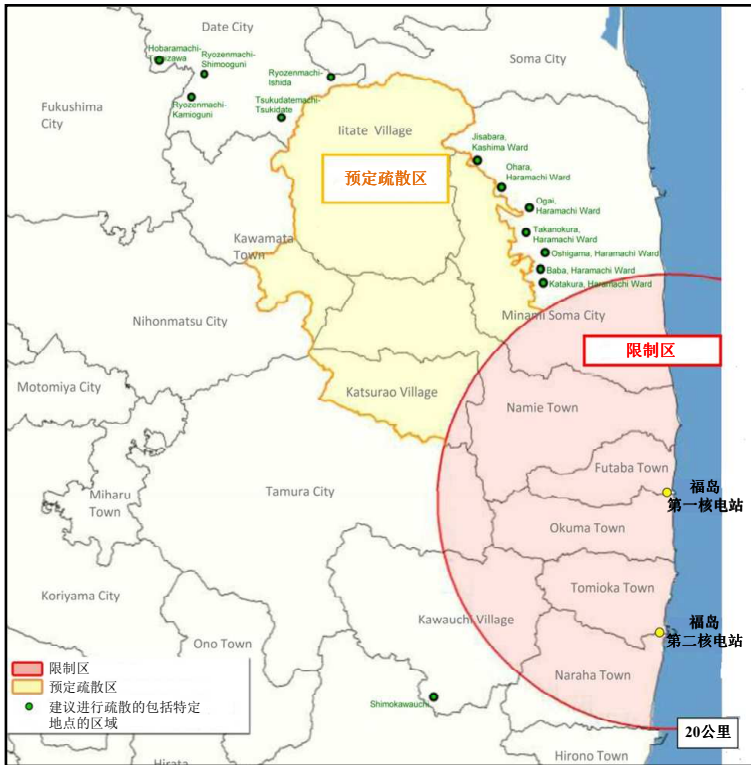 Date City
Hobaramachi-
Ryozenmachi-
Shimooguni
Ryozenmachi-
Ishida
Soma City
Fukushima
City
Ryozenmachi-
Kamioguni
Tsukudatemachi-
Tsukidate
Iitate Village
Jisabara,
Kashima Ward
预定疏散区
Ohara,
Haramachi Ward
Ogai,
Haramachi Ward
Takanokura,
Haramachi Ward
Kawamata
Town
Oshigama, Haramachi Ward
Baba, Haramachi Ward
Katakura, Haramachi Ward
Nihonmatsu City
Minami Soma City
限制区
Motomiya City
Katsurao Village
Namie Town
Futaba Town
Miharu
Town
Tamura City
福岛
第一核电站
Okuma Town
Koriyama City
Tomioka Town
Kawauchi Village
福岛
第二核电站
Ono Town
Naraha Town
限制区
预定疏散区
建议进行疏散的包括特定
地点的区域
Shimokawauchi
20公里
Hirono Town
Hirata